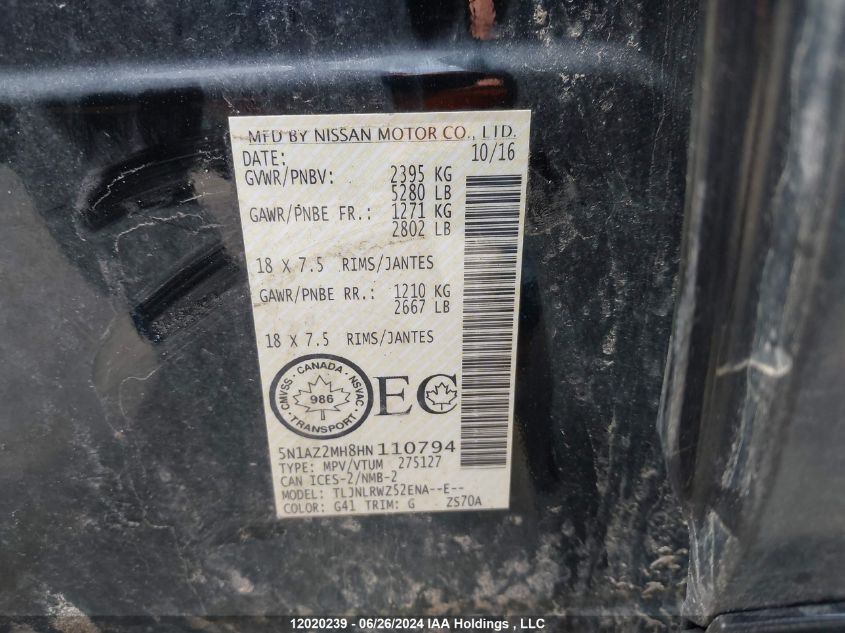 MFD BY NISSAN MOTOR CO., LTD.
DATE: 10/16
GVWR/PNBV: 2395 KG
5280 LB
GAWR/PNBE FR.: 1271 KG
2802 LB
18 X 7.5 RIMS/JANTES
GAWR/PNBE RR.: 1210 KG
2667 LB
18 X 7.5 RIMS/JANTES
CMVSS · CANADA · NSVAC
986
· TRANSPORT ·
EC
5N1AZ2MH8HN110794
TYPE: MPV/VTUM 275127
CAN ICES-2/NMB-2
MODEL: TLJNLRWZ52ENA--E--
COLOR: G41 TRIM: G ZS70A
12020239 - 06/26/2024 IAA Holdings , LLC